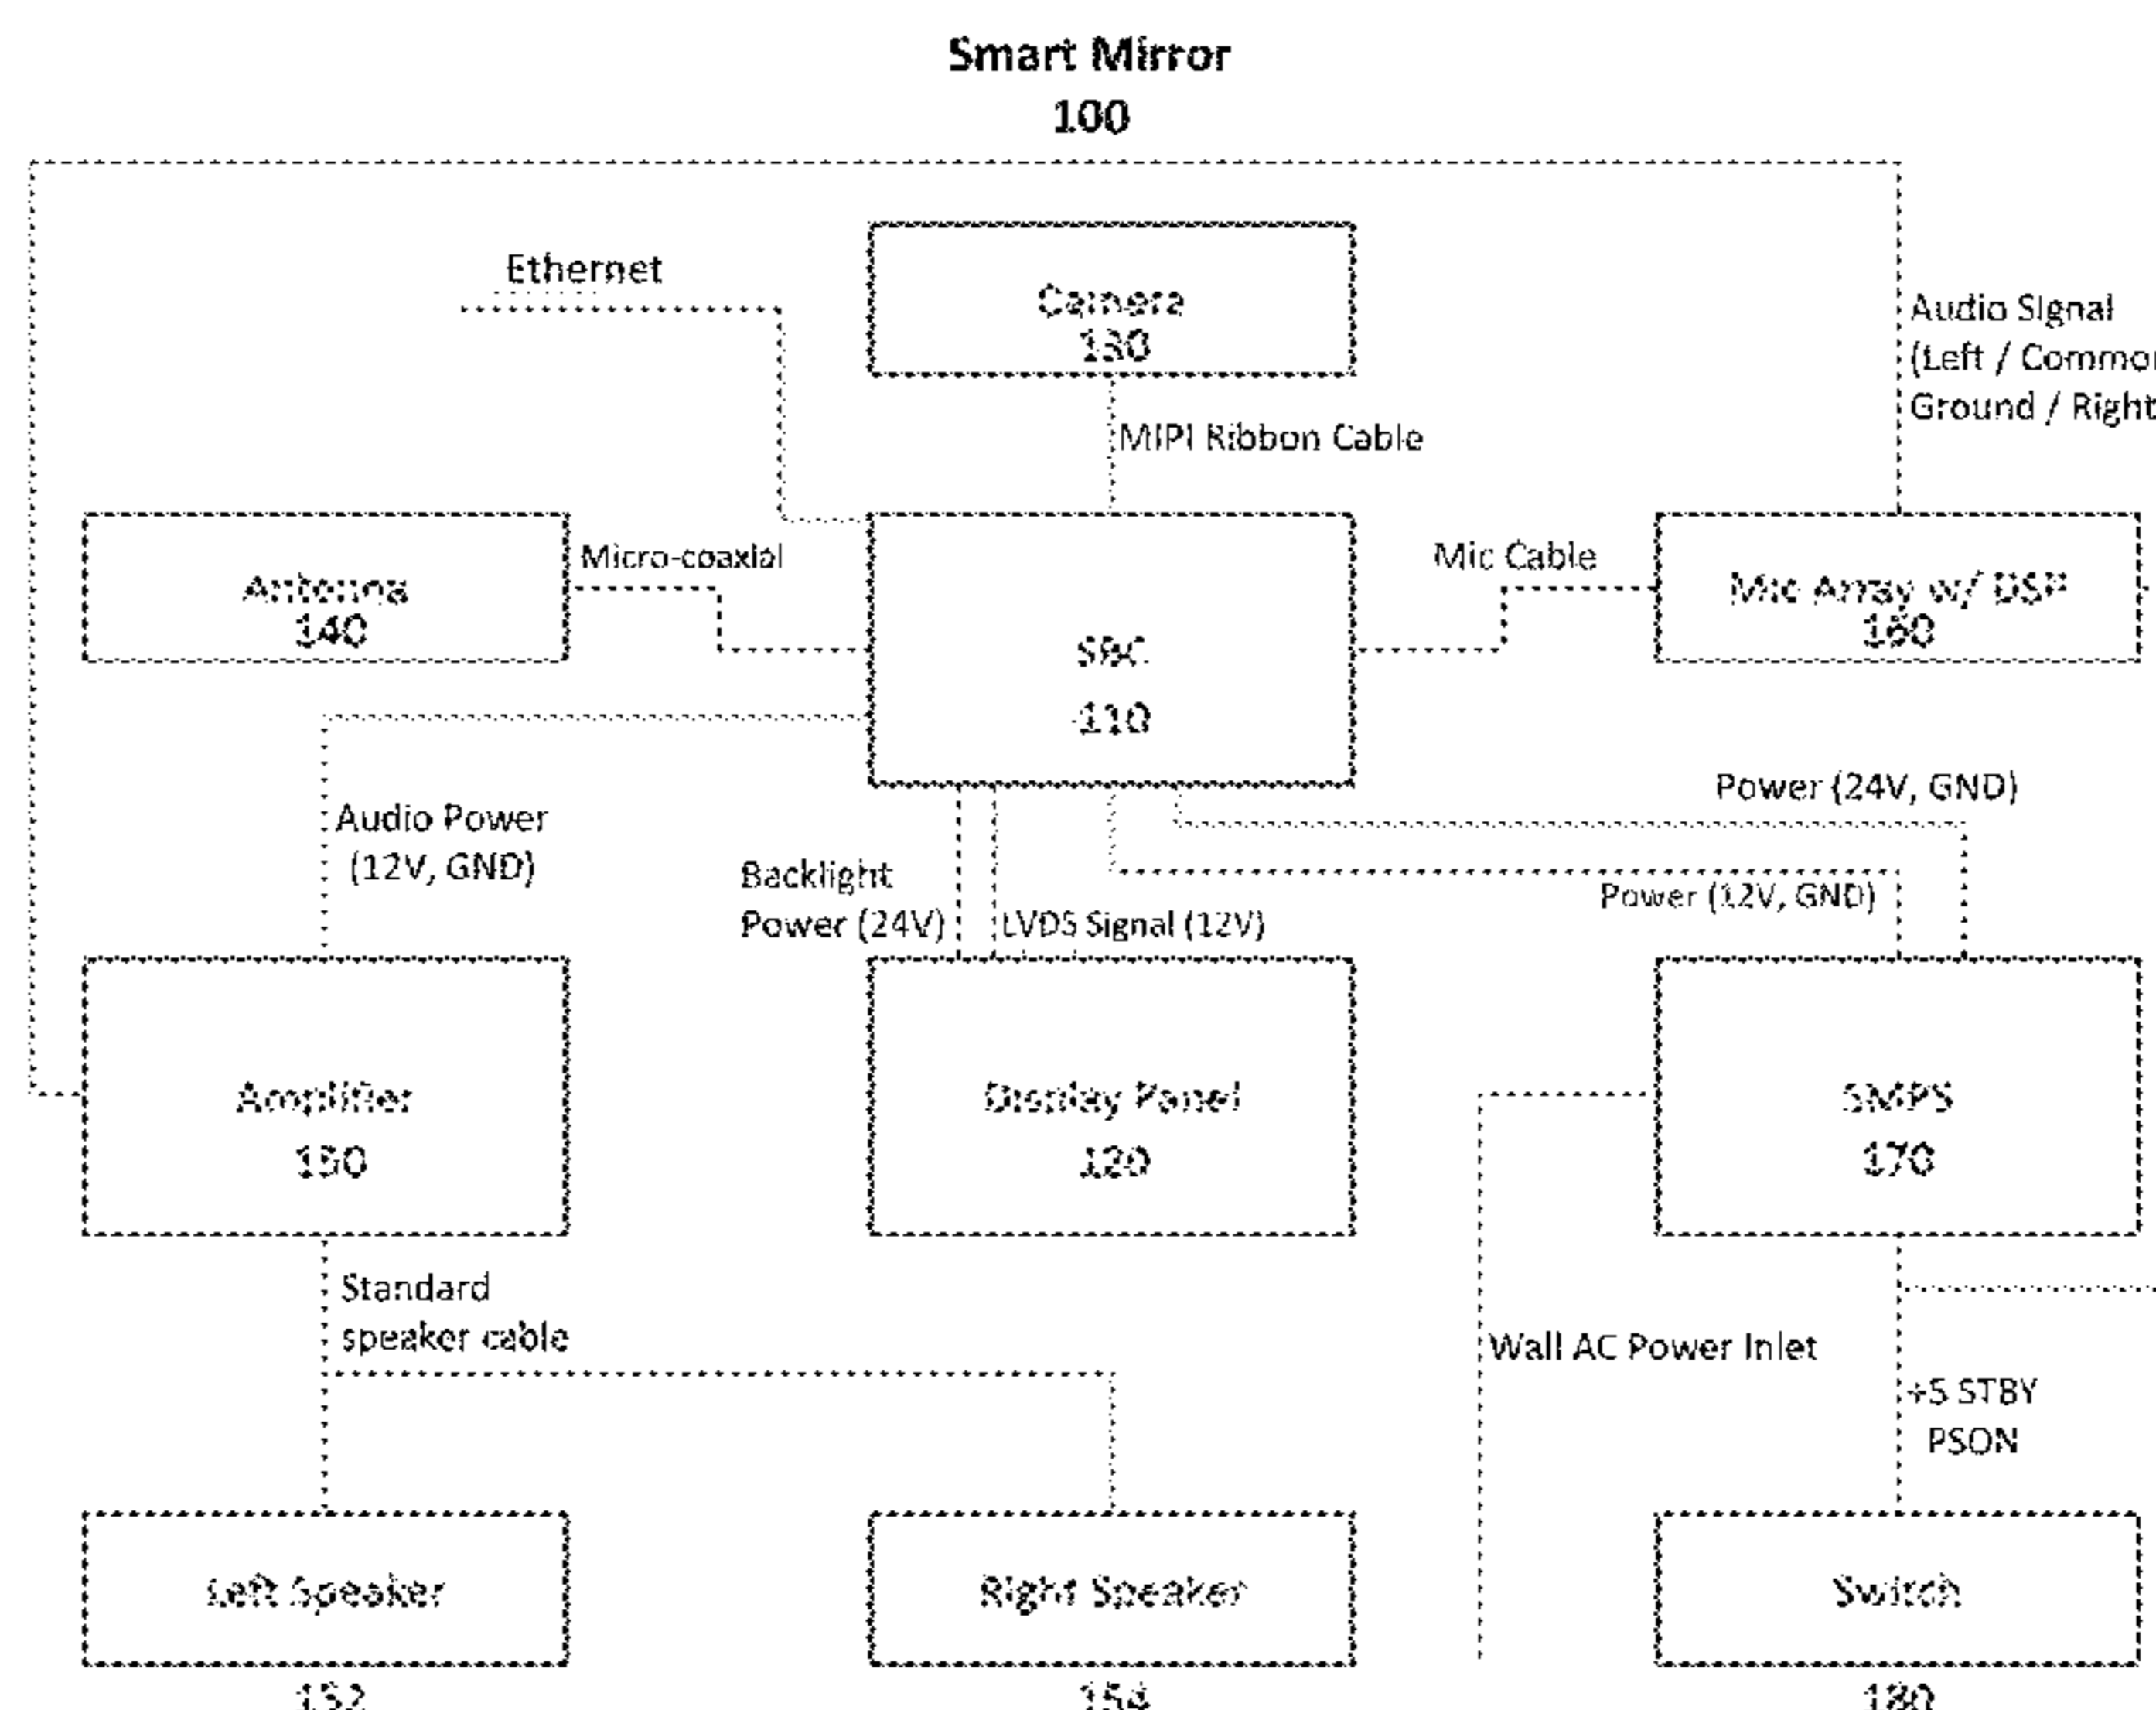 Smart Mirror
100
Ethernet
Camera
130
Audio Signal
(Left / Common
Ground / Right
MIPI Ribbon Cable
Antenna
140
Micro-coaxial
SBC
110
Mic Cable
Mic Array w/ DSP
160
Audio Power
(12V, GND)
Backlight
Power (24V)
LVDS Signal (12V)
Power (24V, GND)
Power (12V, GND)
Amplifier
150
Display Panel
120
SMPS
170
Standard
speaker cable
Wall AC Power Inlet
+5 STBY
PSON
Left Speaker
152
Right Speaker
154
Switch
180